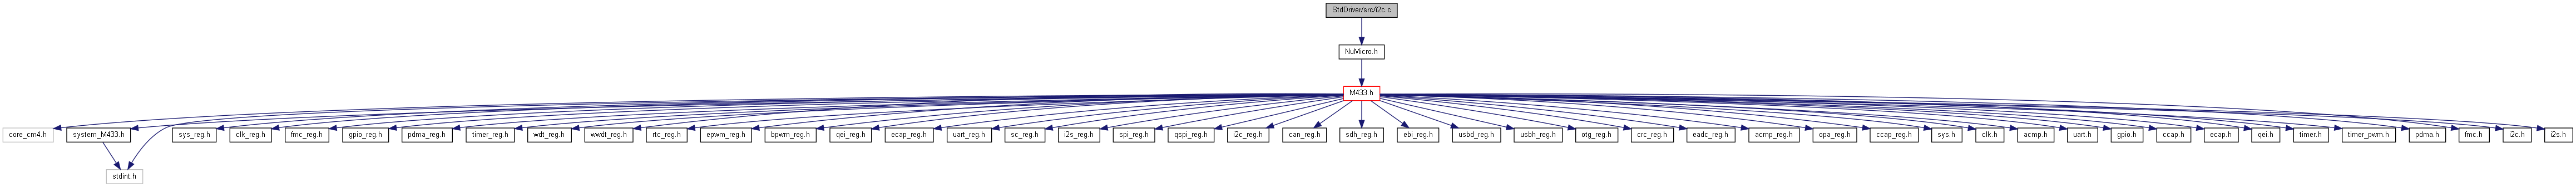 StdDriver/src/i2c.c
NuMicro.h
M433.h
core_cm4.h
system_M433.h
sys_reg.h
clk_reg.h
fmc_reg.h
gpio_reg.h
pdma_reg.h
timer_reg.h
wdt_reg.h
wwdt_reg.h
rtc_reg.h
epwm_reg.h
bpwm_reg.h
qei_reg.h
ecap_reg.h
uart_reg.h
sc_reg.h
i2s_reg.h
spi_reg.h
qspi_reg.h
i2c_reg.h
can_reg.h
sdh_reg.h
ebi_reg.h
usbd_reg.h
usbh_reg.h
otg_reg.h
crc_reg.h
eadc_reg.h
acmp_reg.h
opa_reg.h
ccap_reg.h
sys.h
clk.h
acmp.h
uart.h
gpio.h
ccap.h
ecap.h
qei.h
timer.h
timer_pwm.h
pdma.h
fmc.h
i2c.h
i2s.h
stdint.h